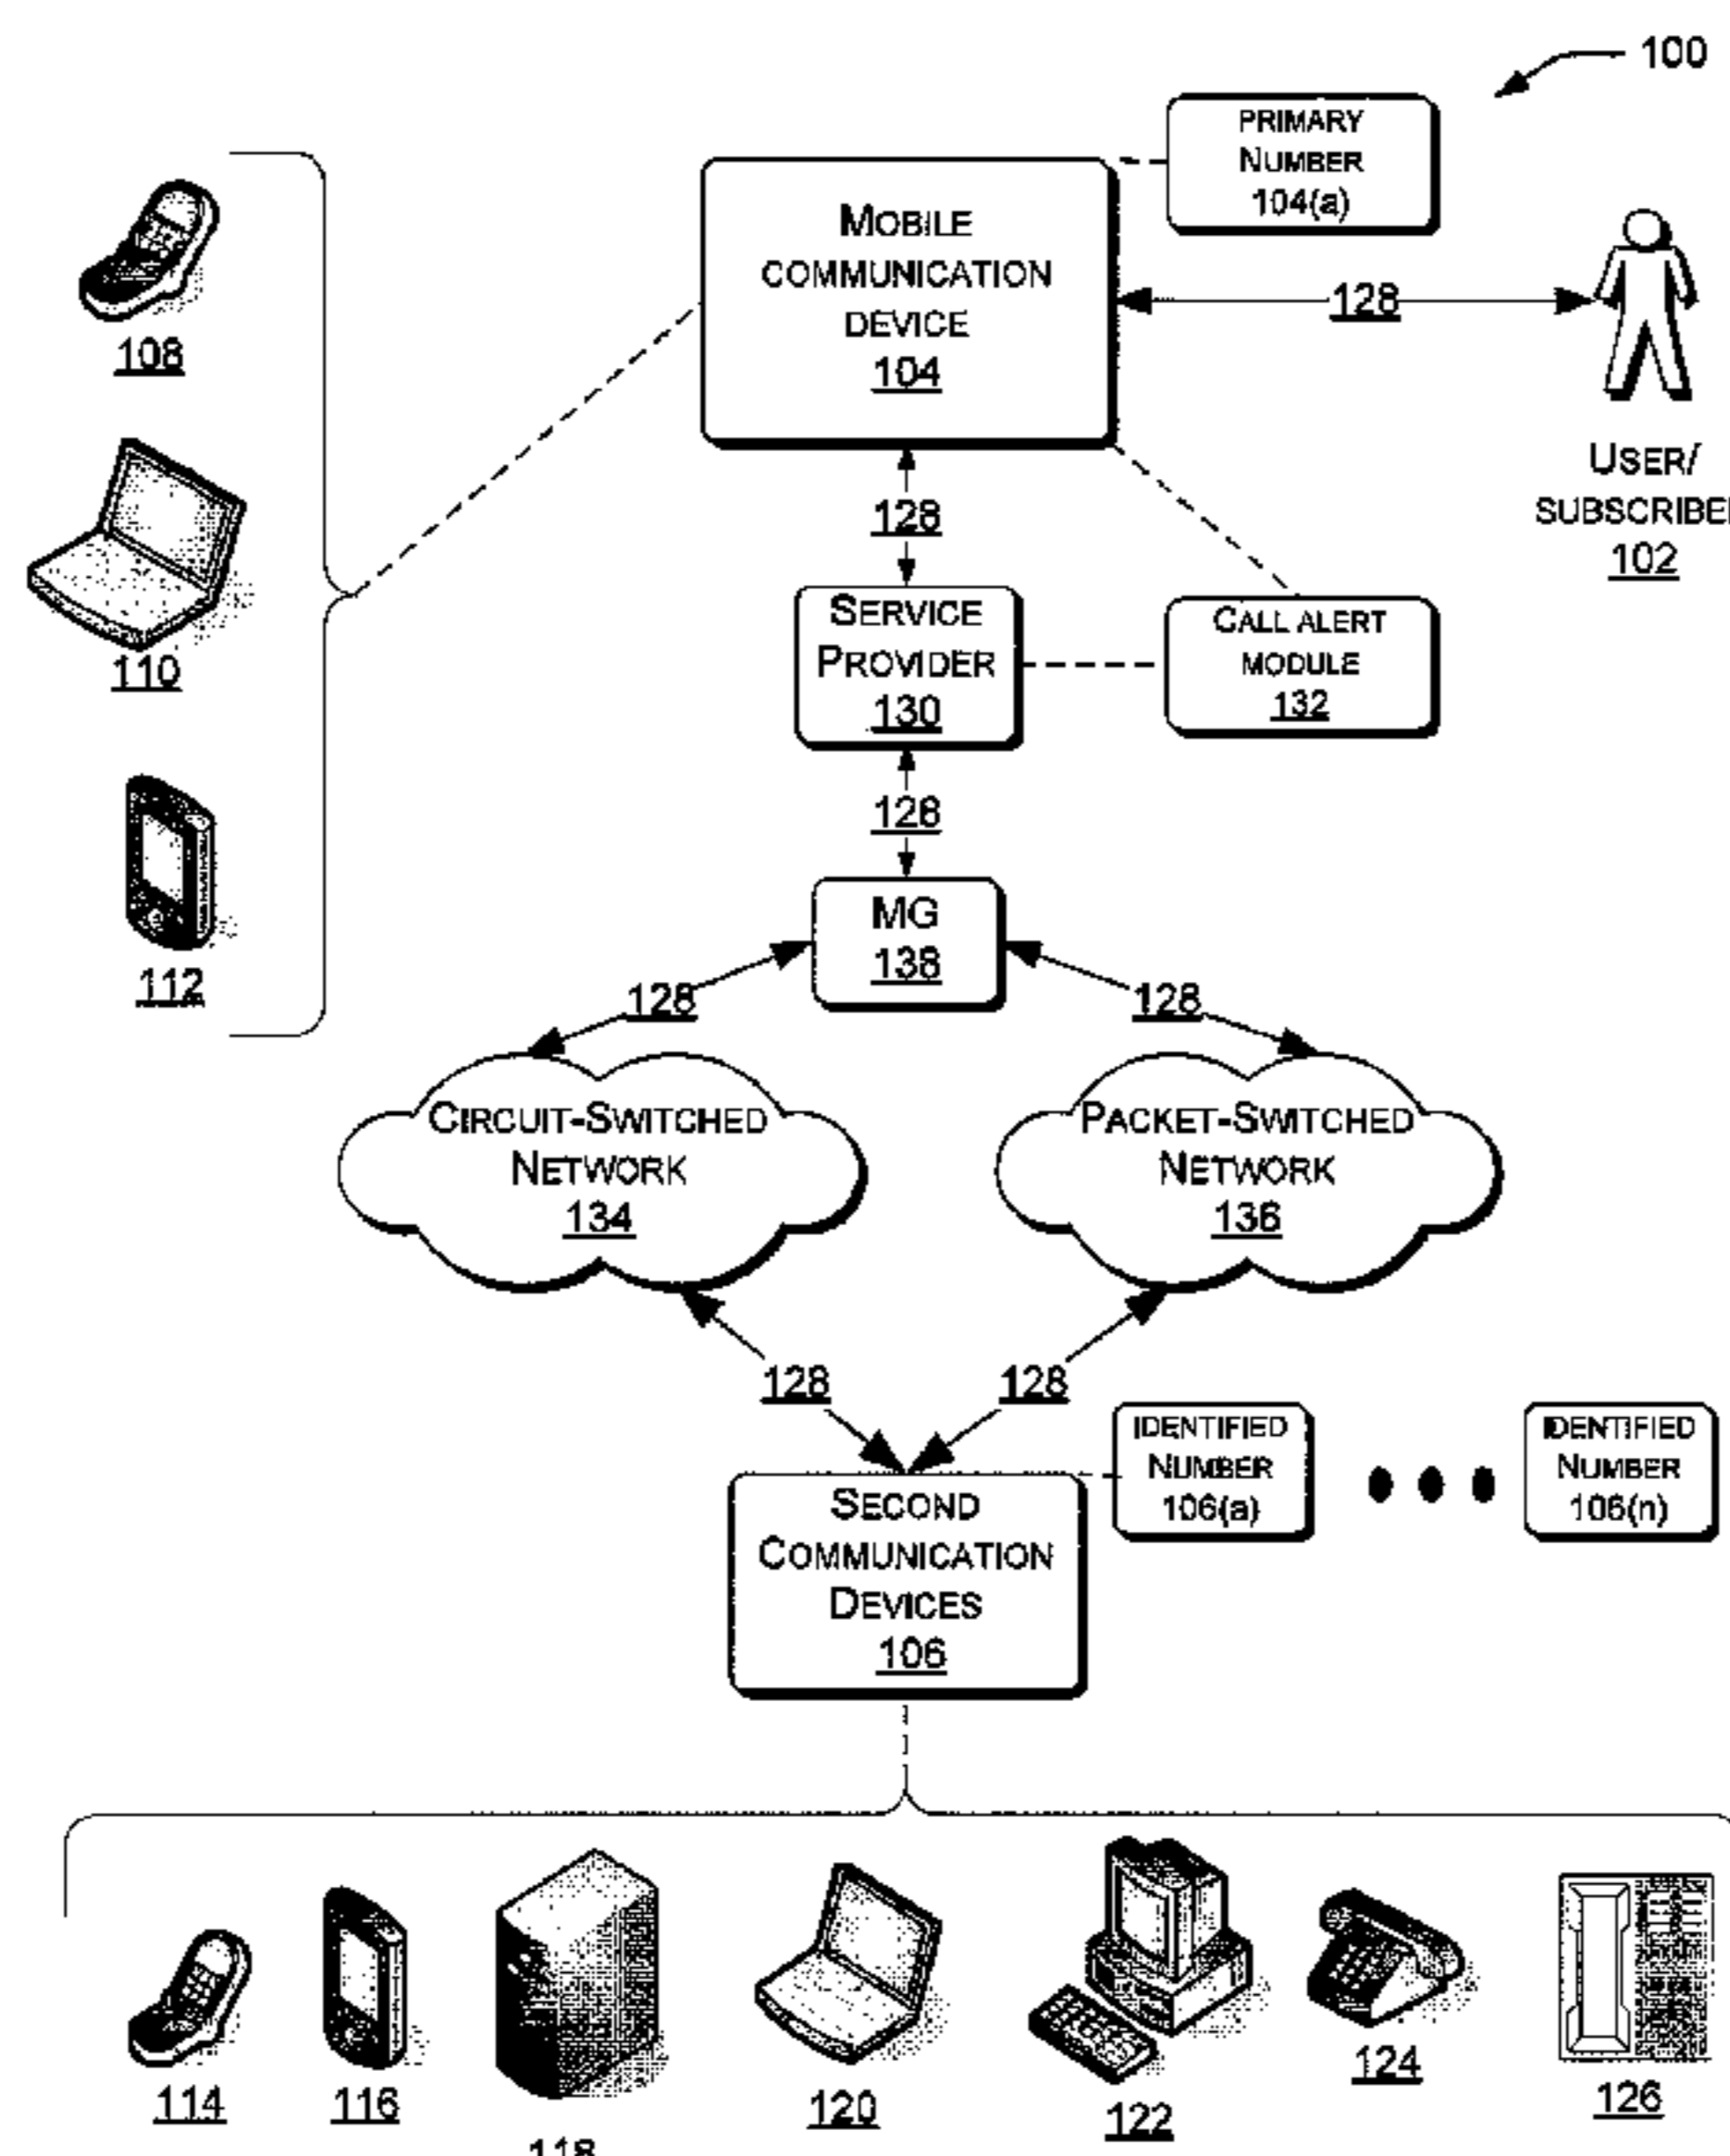 100
PRIMARY
NUMBER
104(a)
MOBILE
COMMUNICATION
DEVICE
104
128
USER/
SUBSCRIBER
102
108
110
112
128
SERVICE
PROVIDER
130
CALL ALERT
MODULE
132
128
MG
138
128
128
CIRCUIT-SWITCHED
NETWORK
134
PACKET-SWITCHED
NETWORK
136
128
128
IDENTIFIED
NUMBER
106(a)
IDENTIFIED
NUMBER
106(n)
SECOND
COMMUNICATION
DEVICES
106
114
116
118
120
122
124
126